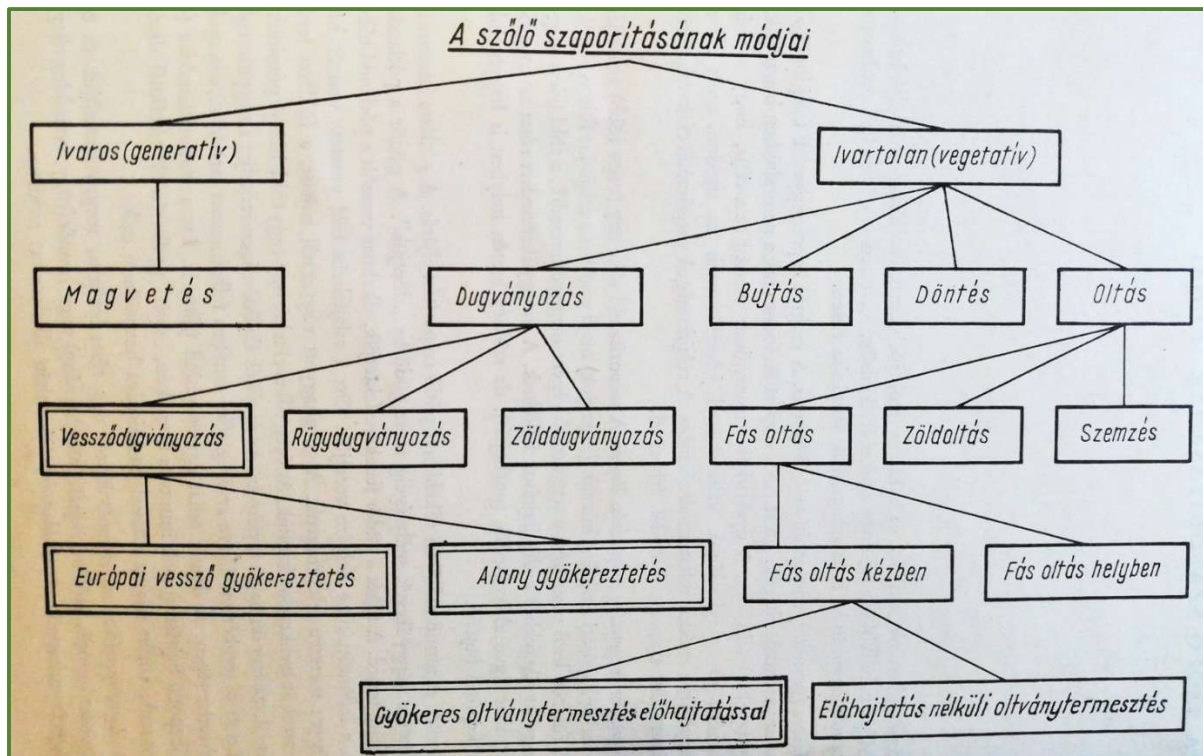 A szőlő szaporításának módjai
Ivaros (generatív)
Ivartalan (vegetatív)
Magvetés
Dugványozás
Bujtás
Döntés
Oltás
Vessződugványozás
Rügydugványozás
Zölddugványozás
Fás oltás
Zöldoltás
Szemzés
Európai vessző gyökereztetés
Alany gyökereztetés
Fás oltás kézben
Fás oltás helyben
Gyökeres oltványtermesztés előhajtatással
Előhajtatás nélküli oltványtermesztés